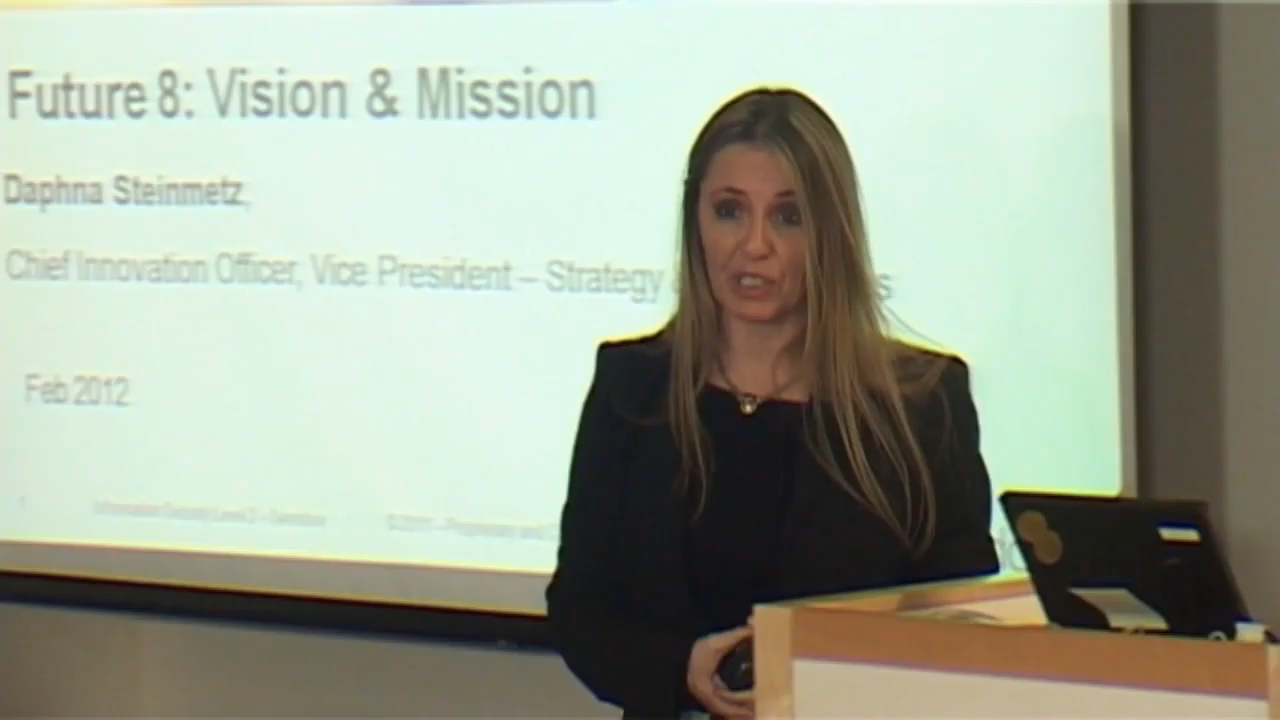 Future 8: Vision & Mission
Daphna Steinmetz,
Chief Innovation Officer, Vice President – Strategy
Feb 2012